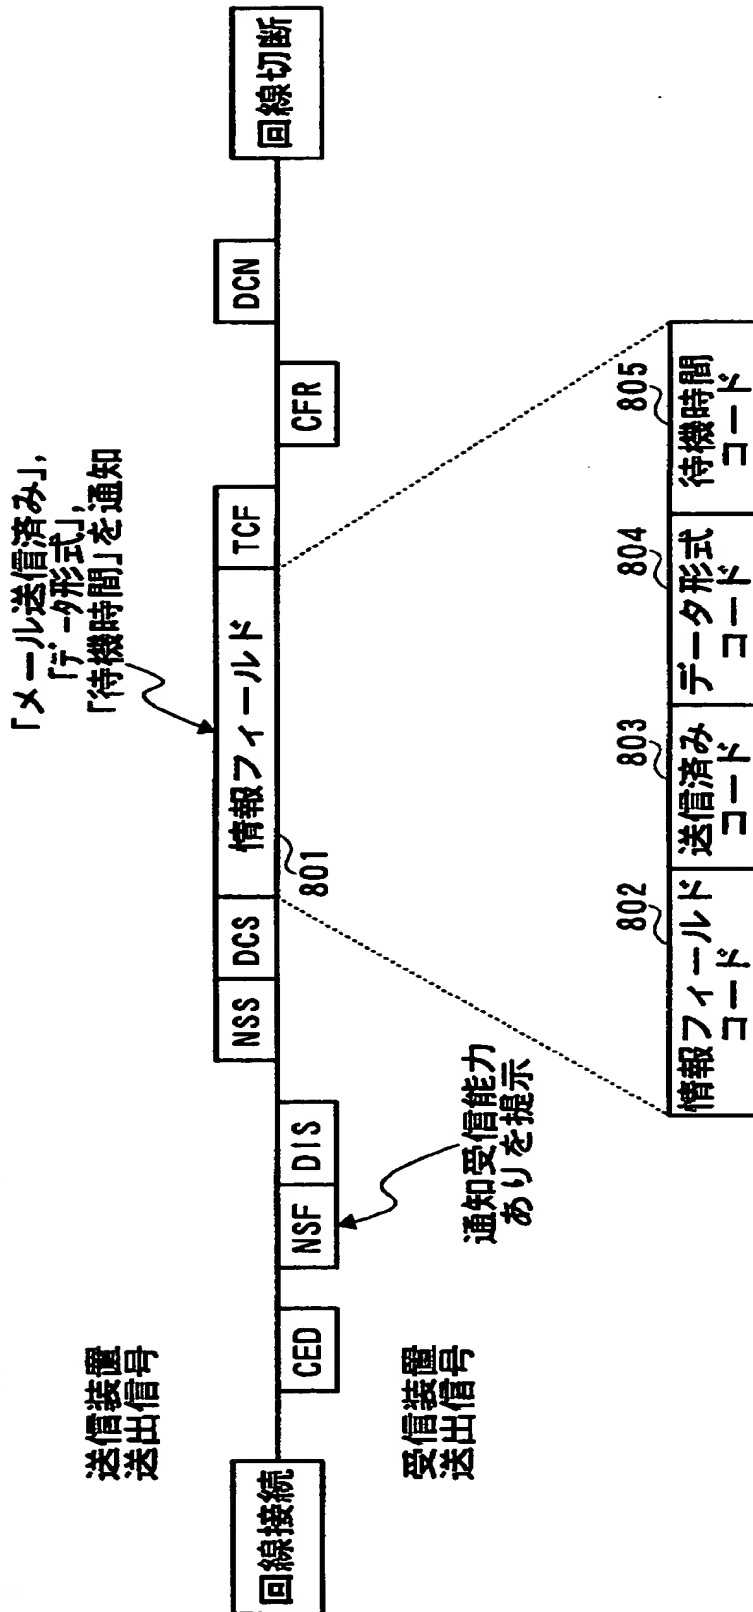 「メール送信済み」,
「データ形式」,
「待機時間」を通知
送信装置
送出信号
回線接続
CED
NSF
DIS
NSS
DCS
情報フィールド
TCF
CFR
DCN
回線切断
801
受信装置
送出信号
通知受信能力
ありを提示
802
803
804
805
情報フィールド
コード
送信済み
コード
データ形式
コード
待機時間
コード